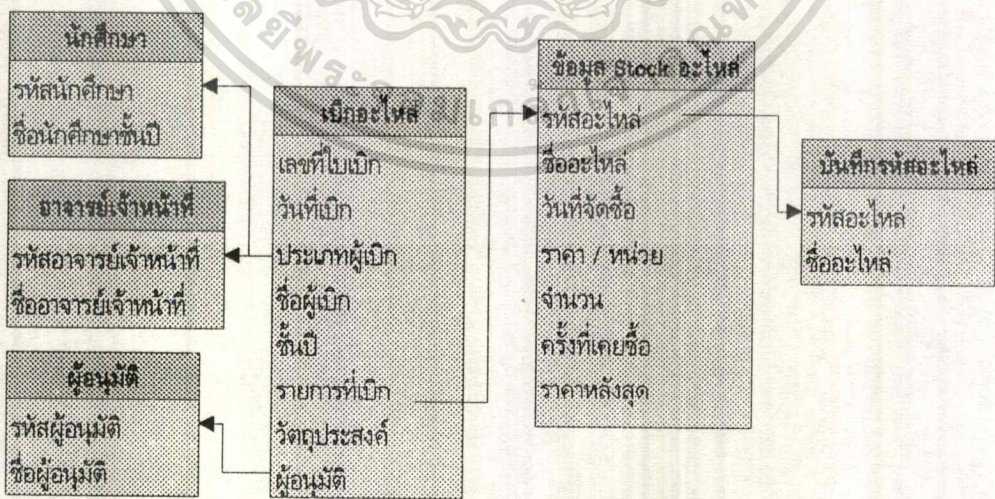 นักศึกษา
รหัสนักศึกษา
ชื่อนักศึกษาชั้นปี
อาจารย์เจ้าหน้าที่
รหัสอาจารย์เจ้าหน้าที่
ชื่ออาจารย์เจ้าหน้าที่
ผู้อนุมัติ
รหัสผู้อนุมัติ
ชื่อผู้อนุมัติ
เบิกอะไหล่
เลขที่ใบเบิก
วันที่เบิก
ประเภทผู้เบิก
ชื่อผู้เบิก
ชั้นปี
รายการที่เบิก
วัตถุประสงค์
ผู้อนุมัติ
ข้อมูล Stock อะไหล่
รหัสอะไหล่
ชื่ออะไหล่
วันที่จัดซื้อ
ราคา / หน่วย
จำนวน
ครั้งที่เคยซื้อ
ราคาหลังสุด
บันทึกรหัสอะไหล่
รหัสอะไหล่
ชื่ออะไหล่